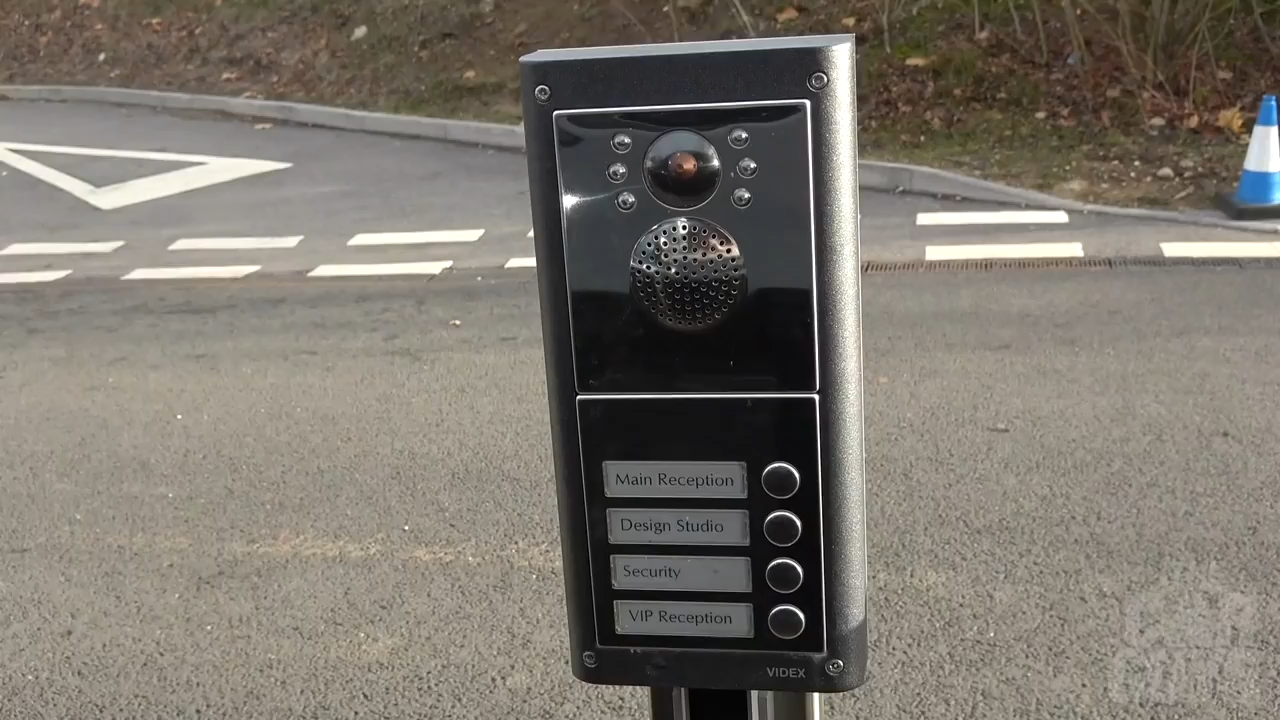 Main Reception
Design Studio
Security
VIP Reception
VIDEX